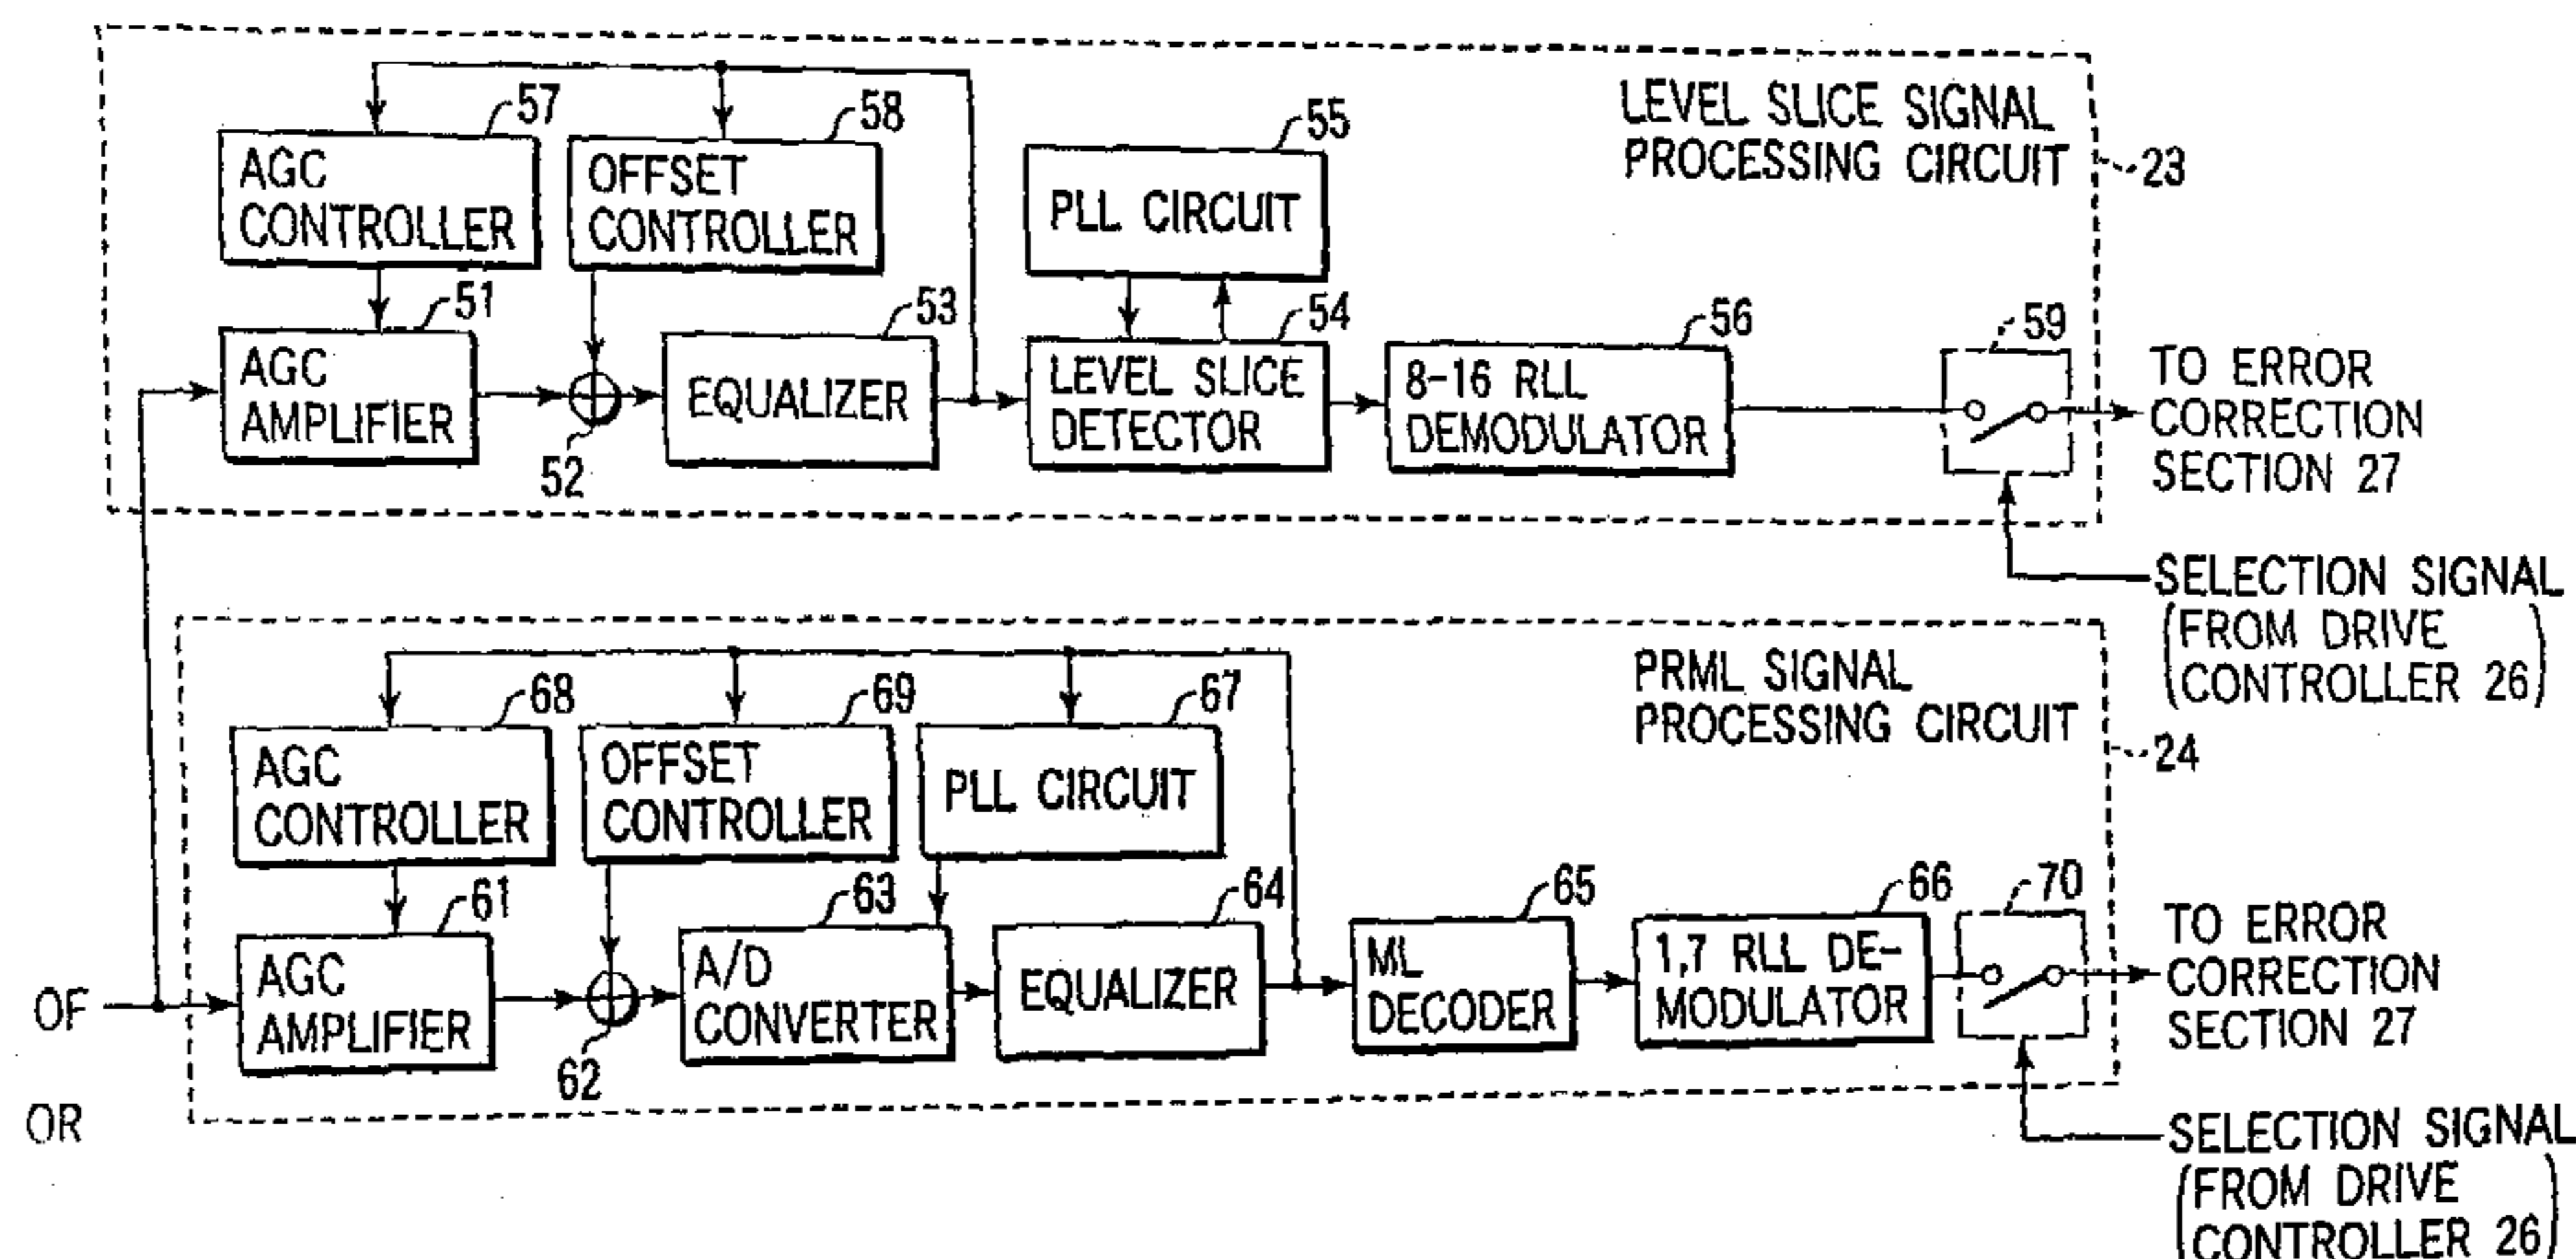 LEVEL SLICE SIGNAL
PROCESSING CIRCUIT
23
57
AGC
CONTROLLER
58
OFFSET
CONTROLLER
55
PLL CIRCUIT
51
AGC
AMPLIFIER
52
53
EQUALIZER
54
LEVEL SLICE
DETECTOR
56
8-16 RLL
DEMODULATOR
59
TO ERROR
CORRECTION
SECTION 27
SELECTION SIGNAL
(FROM DRIVE
CONTROLLER 26)
PRML SIGNAL
PROCESSING CIRCUIT
24
68
AGC
CONTROLLER
69
OFFSET
CONTROLLER
67
PLL CIRCUIT
OF
OR
61
AGC
AMPLIFIER
62
63
A/D
CONVERTER
64
EQUALIZER
65
ML
DECODER
66
1,7 RLL DE-
MODULATOR
70
TO ERROR
CORRECTION
SECTION 27
SELECTION SIGNAL
(FROM DRIVE
CONTROLLER 26)